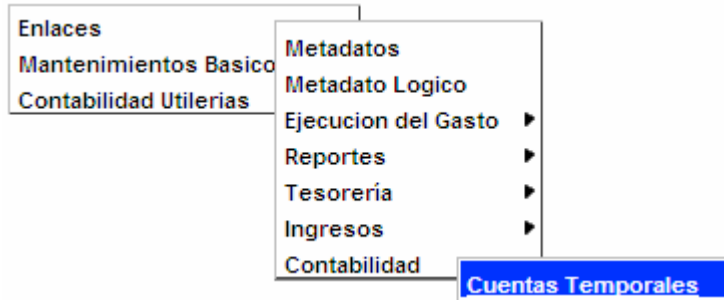 Enlaces
Mantenimientos Basico
Contabilidad Utilerias
Metadatos
Metadato Logico
Ejecucion del Gasto
Reportes
Tesorería
Ingresos
Contabilidad
Cuentas Temporales